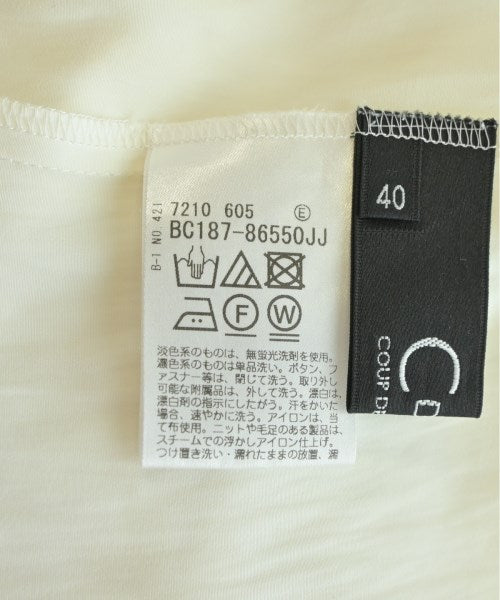 B-1 NO.421
7210 605 E
BC187-86550JJ
F W
淡色系のものは、無蛍光洗剤を使用。
濃色系のものは単品洗い。ボタン、フ
ァスナー等は、閉じて洗う。取り外し
可能な附属品は、外して洗う。漂白は、
漂白剤の指示にしたがう。汗をかいた
場合、速やかに洗う。アイロンは、当
て布使用。ニットや毛足のある製品は、
スチームでの浮かしアイロン仕上げ。
つけ置き洗い・濡れたままの放置、濡
40
COUP DE